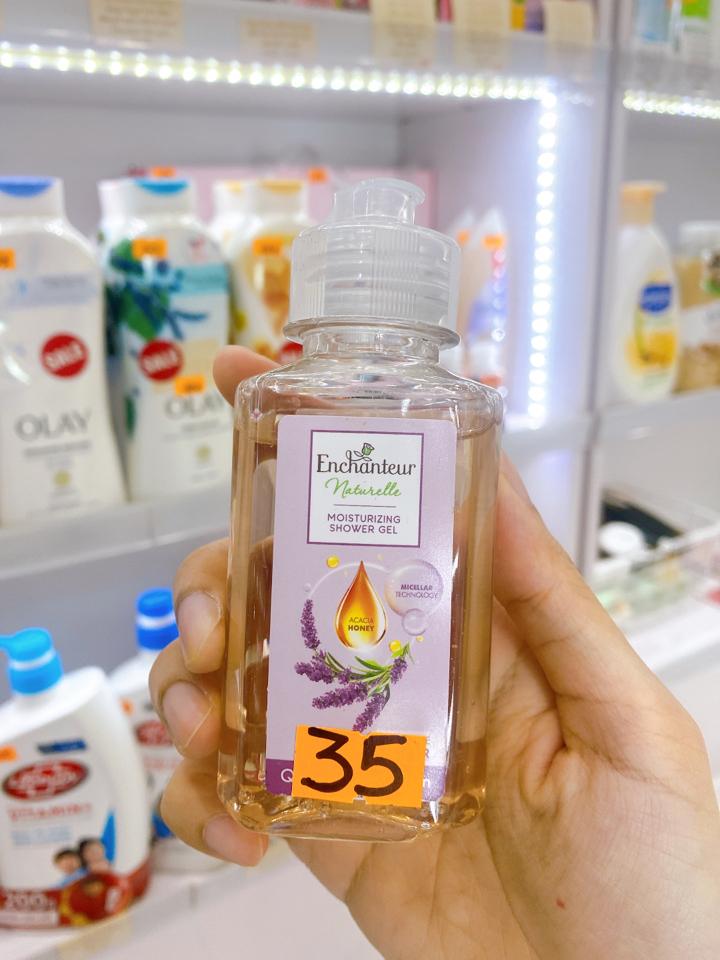 Enchanteur
Naturelle
MOISTURIZING
SHOWER GEL
MICELLAR
TECHNOLOGY
ACACIA
HONEY
35
SALE
OLAY
SALE
OLAY